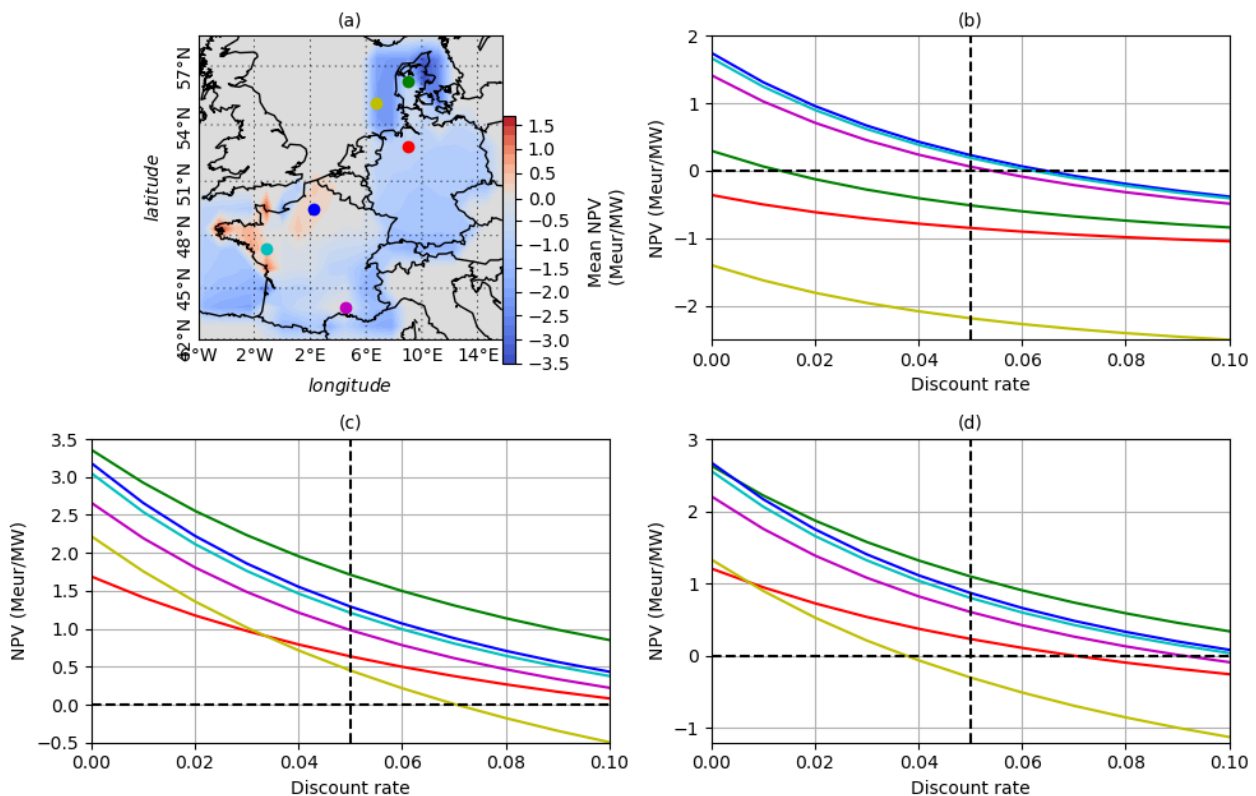 (a)
57°N
54°N
51°N
48°N
45°N
42°N
latitude
6°W
2°W
2°E
6°E
10°E
14°E
longitude
1.5
1.0
0.5
0.0
−0.5
−1.0
−1.5
−2.0
−2.5
−3.0
−3.5
Mean NPV
(Meur/MW)
(b)
2
1
0
−1
−2
NPV (Meur/MW)
0.00 0.02 0.04 0.06 0.08 0.10
Discount rate
(c)
3.5
3.0
2.5
2.0
1.5
1.0
0.5
0.0
−0.5
NPV (Meur/MW)
0.00 0.02 0.04 0.06 0.08 0.10
Discount rate
(d)
3
2
1
0
−1
NPV (Meur/MW)
0.00 0.02 0.04 0.06 0.08 0.10
Discount rate